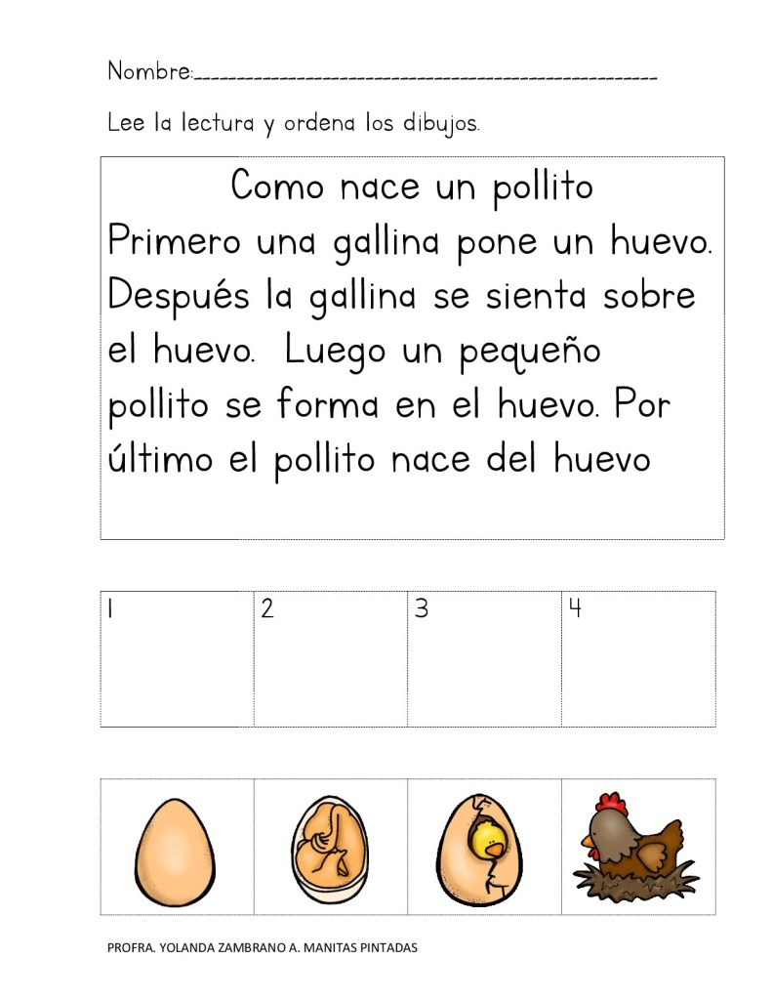 Nombre:_______________________________________________________
Lee la lectura y ordena los dibujos.
Como nace un pollito
Primero una gallina pone un huevo.
Después la gallina se sienta sobre
el huevo.  Luego un pequeño
pollito se forma en el huevo. Por
último el pollito nace del huevo
1 2 3 4
PROFRA. YOLANDA ZAMBRANO A. MANITAS PINTADAS